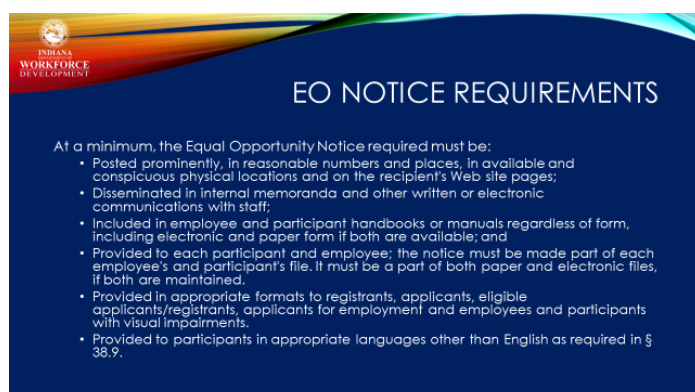 INDIANA
DEPARTMENT OF
WORKFORCE
DEVELOPMENT
EO NOTICE REQUIREMENTS
At a minimum, the Equal Opportunity Notice required must be:
• Posted prominently, in reasonable numbers and places, in available and
conspicuous physical locations and on the recipient's Web site pages;
• Disseminated in internal memoranda and other written or electronic
communications with staff;
• Included in employee and participant handbooks or manuals regardless of form,
including electronic and paper form if both are available; and
• Provided to each participant and employee; the notice must be made part of each
employee's and participant's file. It must be a part of both paper and electronic files,
if both are maintained.
• Provided in appropriate formats to registrants, applicants, eligible
applicants/registrants, applicants for employment and employees and participants
with visual impairments.
• Provided to participants in appropriate languages other than English as required in §
38.9.